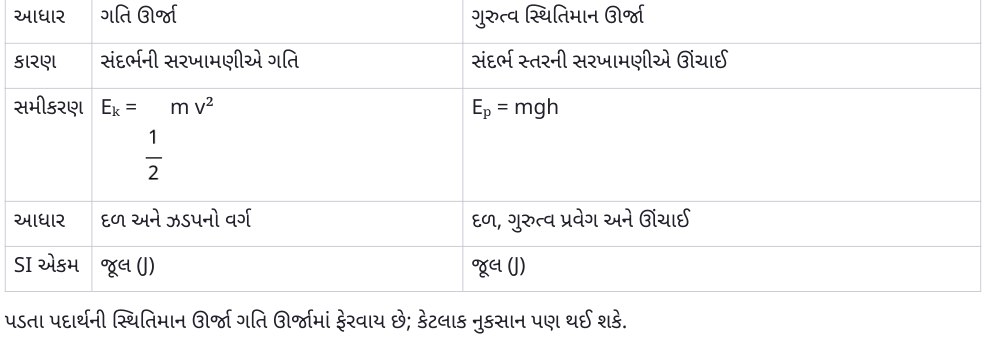 આધાર ગતિ ઊર્જા ગુરુત્વ સ્થિતિમાન ઊર્જા
કારણ સંદર્ભની સરખામણીએ ગતિ સંદર્ભ સ્તરની સરખામણીએ ઊંચાઈ
સમીકરણ Eₖ = 1/2 m v² Eₚ = mgh
આધાર દળ અને ઝડપનો વર્ગ દળ, ગુરુત્વ પ્રવેગ અને ઊંચાઈ
SI એકમ જૂલ (J) જૂલ (J)
પડતા પદાર્થની સ્થિતિમાન ઊર્જા ગતિ ઊર્જામાં ફેરવાય છે; કેટલાક નુકસાન પણ થઈ શકે.